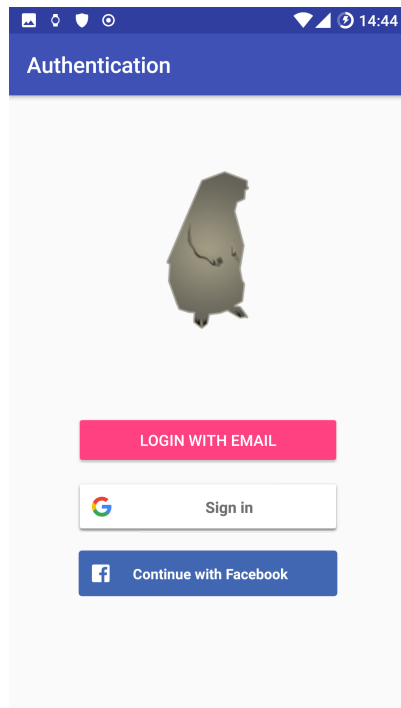 14:44
Authentication
LOGIN WITH EMAIL
Sign in
Continue with Facebook